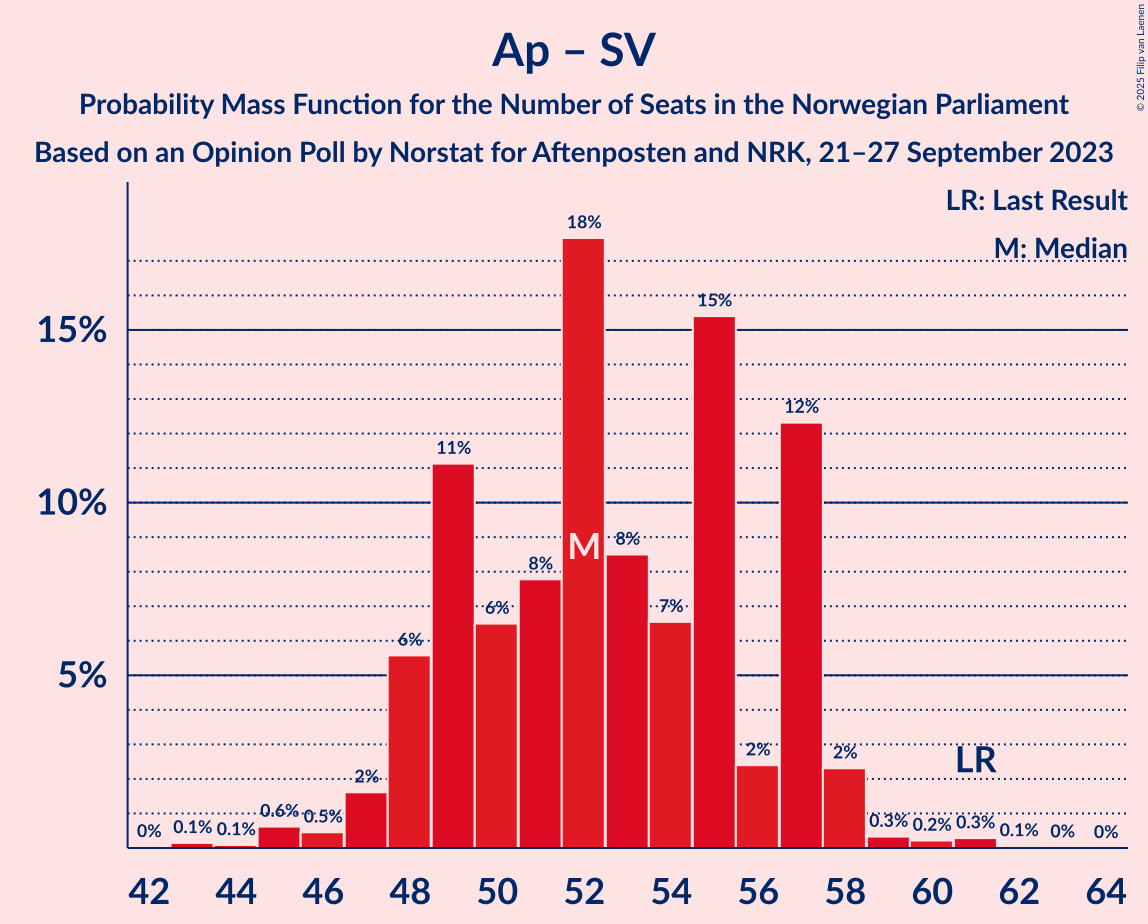 Ap – SV
Probability Mass Function for the Number of Seats in the Norwegian Parliament
Based on an Opinion Poll by Norstat for Aftenposten and NRK, 21–27 September 2023
© 2025 Filip van Laenen
LR: Last Result
M: Median
15%
10%
5%
0%
0.1%
0.1%
0.6%
0.5%
2%
6%
11%
6%
8%
18%
M
8%
7%
15%
2%
12%
2%
0.3%
0.2%
0.3%
LR
0.1%
0%
0%
42 44 46 48 50 52 54 56 58 60 62 64